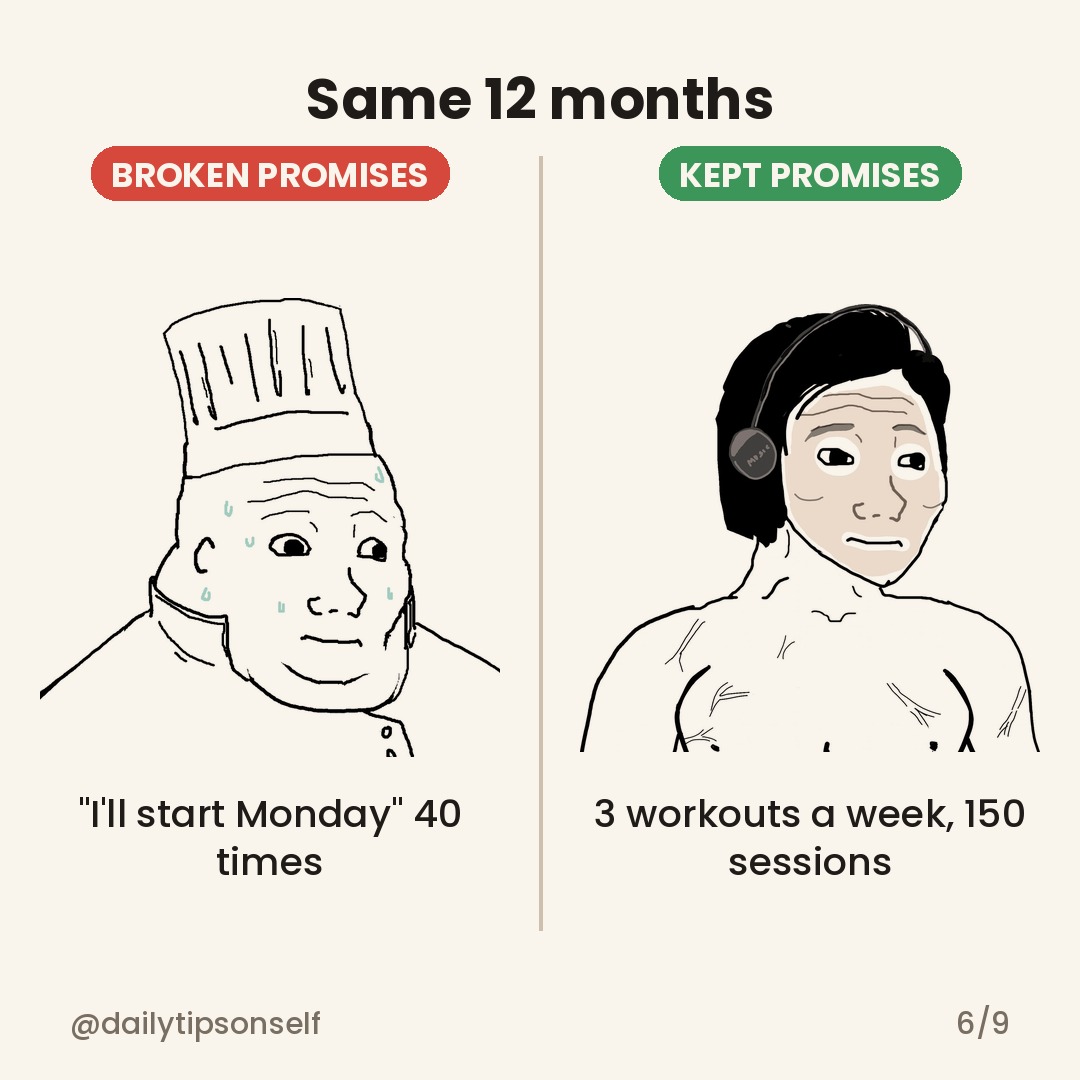 Same 12 months
BROKEN PROMISES
KEPT PROMISES
MUSIC
"I'll start Monday" 40
times
3 workouts a week, 150
sessions
@dailytipsonself
6/9